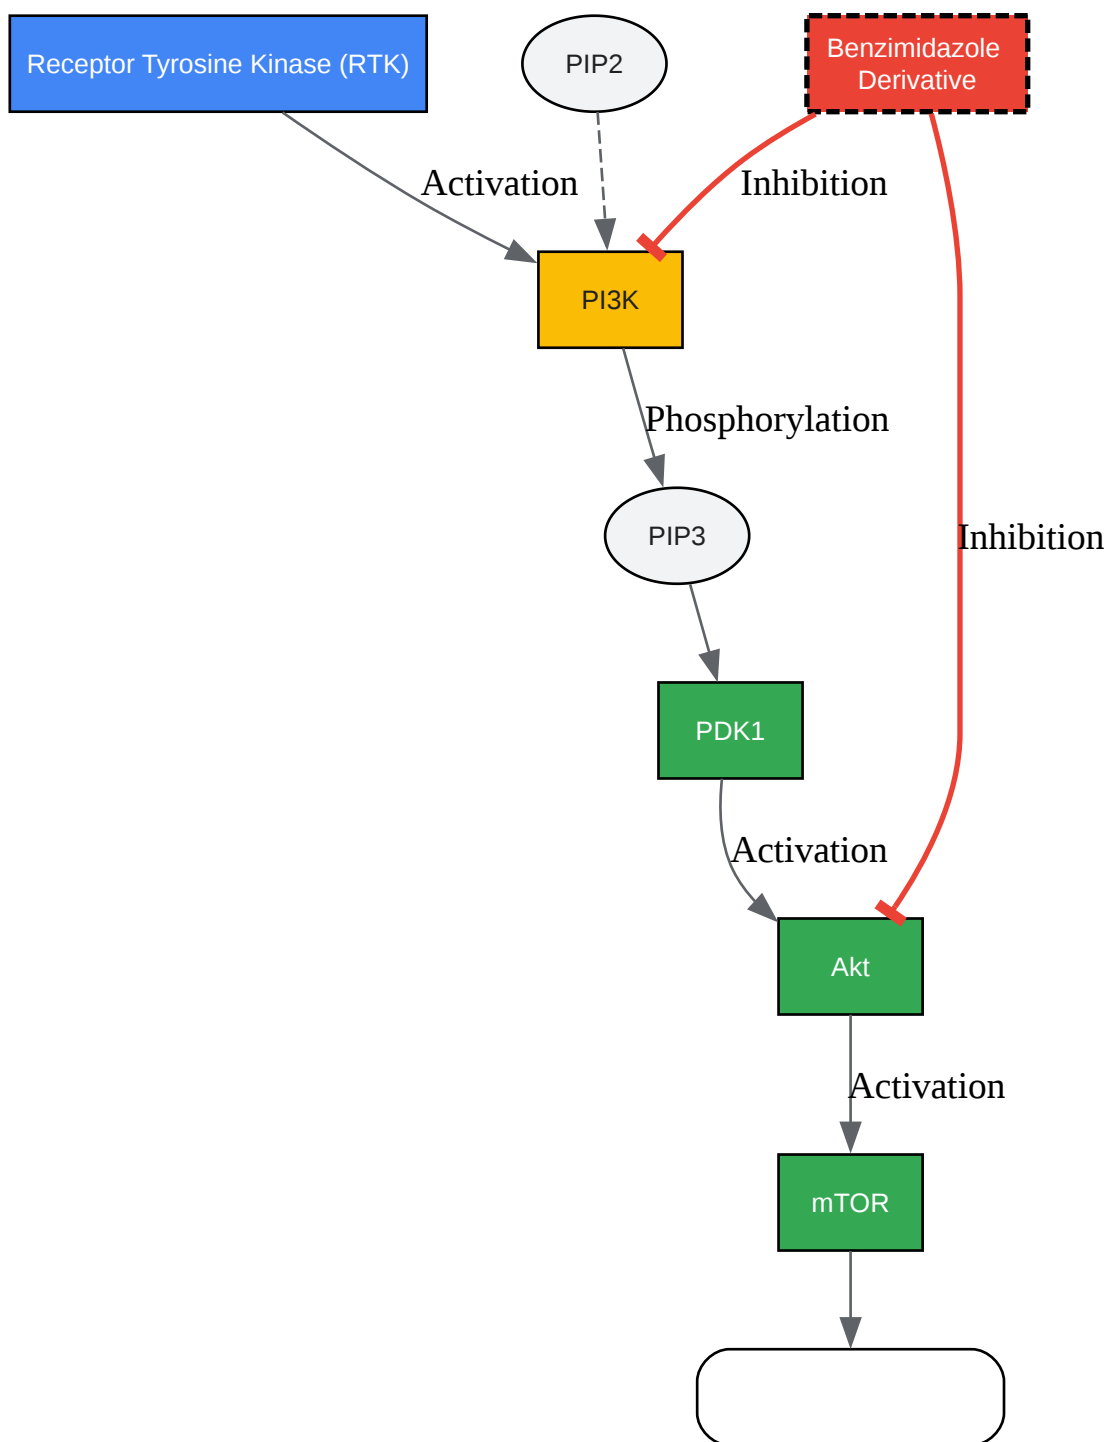 Receptor Tyrosine Kinase (RTK)
PIP2
Benzimidazole
Derivative
Activation
Inhibition
PI3K
Phosphorylation
PIP3
Inhibition
PDK1
Activation
Akt
Activation
mTOR